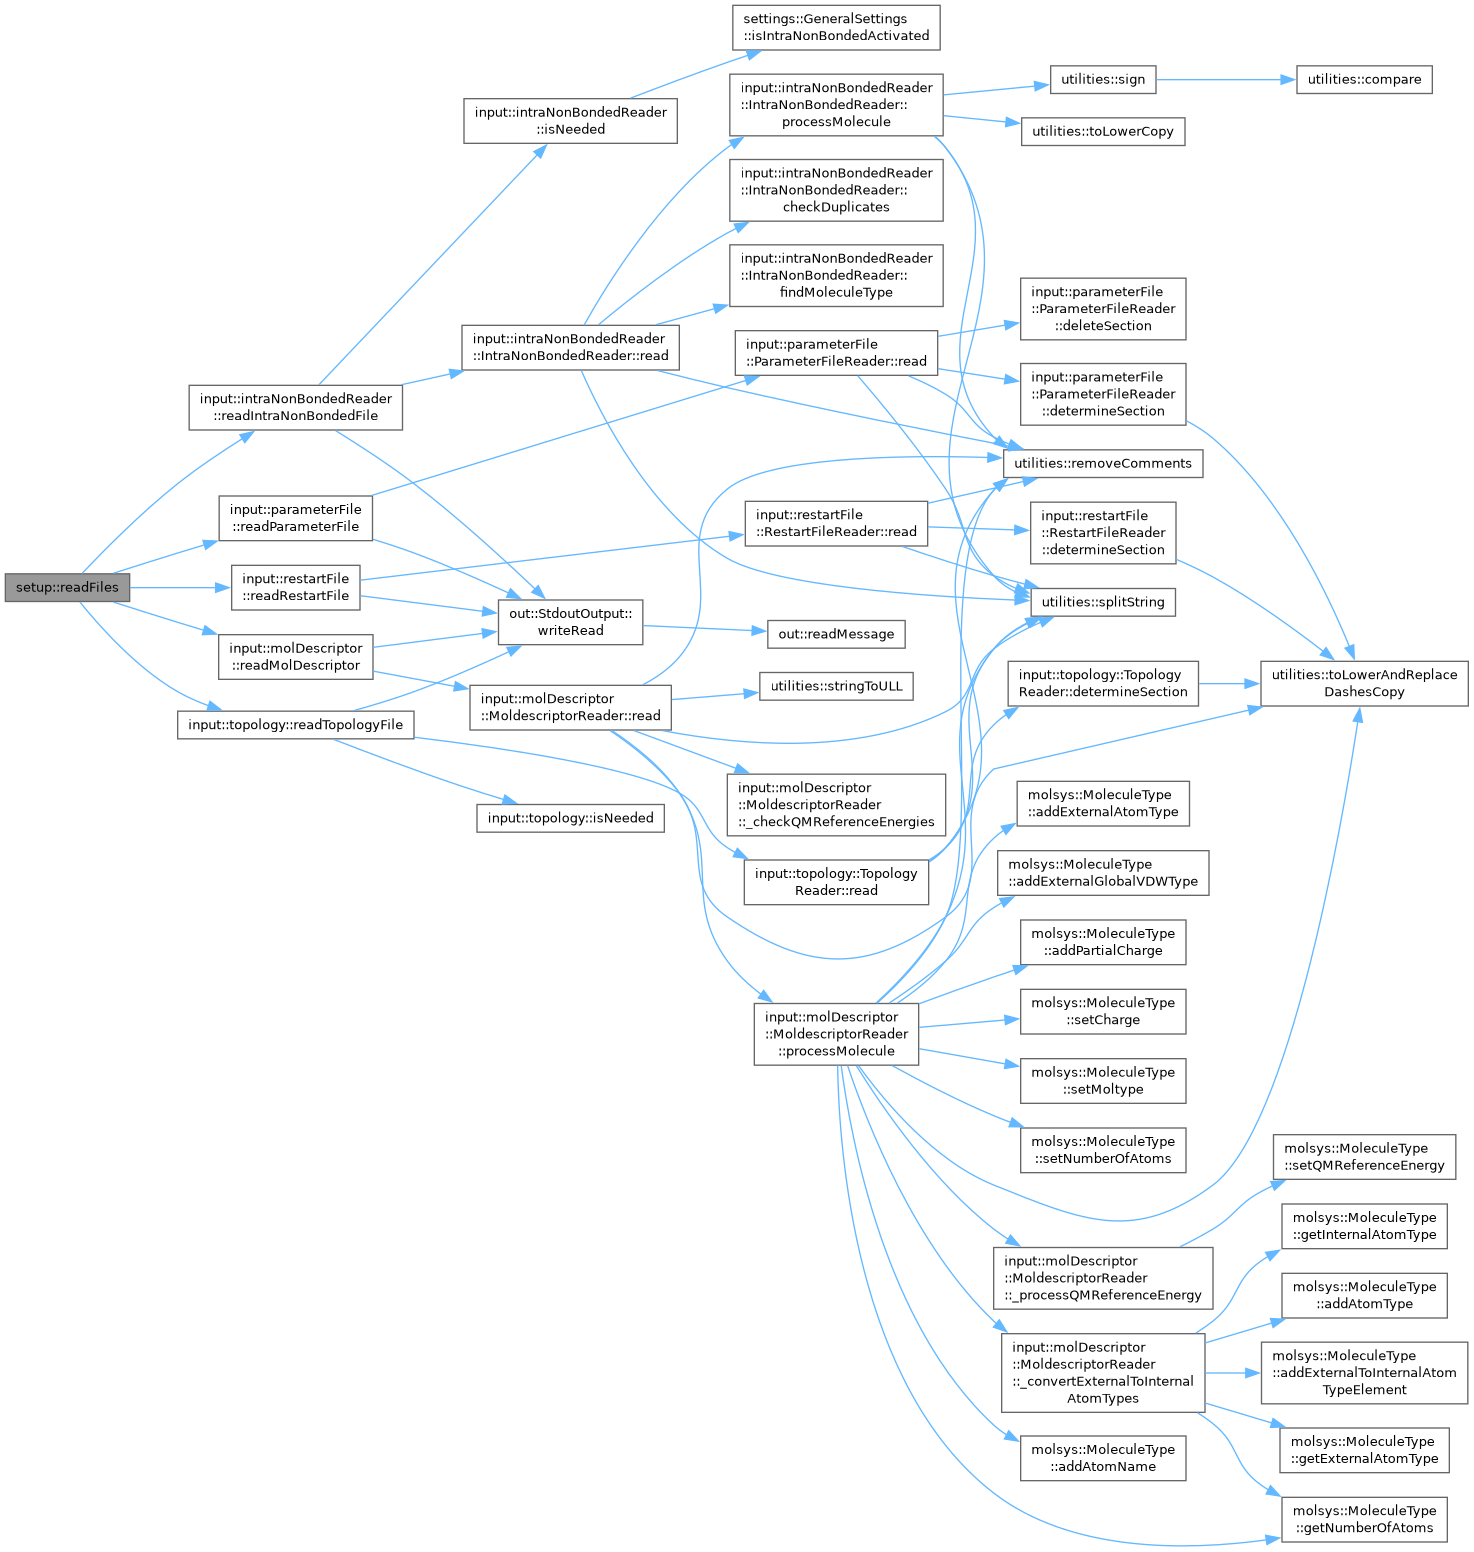 setup::readFiles
input::intraNonBondedReader
::readIntraNonBondedFile
input::parameterFile
::readParameterFile
input::restartFile
::readRestartFile
input::molDescriptor
::readMolDescriptor
input::topology::readTopologyFile
input::intraNonBondedReader
::isNeeded
input::intraNonBondedReader
::IntraNonBondedReader::read
out::StdoutOutput::
writeRead
input::molDescriptor
::MoldescriptorReader::read
input::topology::isNeeded
settings::GeneralSettings
::isIntraNonBondedActivated
input::intraNonBondedReader
::IntraNonBondedReader::
processMolecule
input::intraNonBondedReader
::IntraNonBondedReader::
checkDuplicates
input::intraNonBondedReader
::IntraNonBondedReader::
findMoleculeType
input::parameterFile
::ParameterFileReader::read
input::restartFile
::RestartFileReader::read
out::readMessage
utilities::stringToULL
input::molDescriptor
::MoldescriptorReader
::_checkQMReferenceEnergies
input::topology::Topology
Reader::read
input::molDescriptor
::MoldescriptorReader
::processMolecule
utilities::sign
utilities::toLowerCopy
input::parameterFile
::ParameterFileReader
::deleteSection
input::parameterFile
::ParameterFileReader
::determineSection
utilities::removeComments
input::restartFile
::RestartFileReader
::determineSection
utilities::splitString
input::topology::Topology
Reader::determineSection
molsys::MoleculeType
::addExternalAtomType
molsys::MoleculeType
::addExternalGlobalVDWType
molsys::MoleculeType
::addPartialCharge
molsys::MoleculeType
::setCharge
molsys::MoleculeType
::setMoltype
molsys::MoleculeType
::setNumberOfAtoms
input::molDescriptor
::MoldescriptorReader
::_processQMReferenceEnergy
input::molDescriptor
::MoldescriptorReader
::_convertExternalToInternal
AtomTypes
molsys::MoleculeType
::addAtomName
utilities::compare
utilities::toLowerAndReplace
DashesCopy
molsys::MoleculeType
::setQMReferenceEnergy
molsys::MoleculeType
::getInternalAtomType
molsys::MoleculeType
::addAtomType
molsys::MoleculeType
::addExternalToInternalAtom
TypeElement
molsys::MoleculeType
::getExternalAtomType
molsys::MoleculeType
::getNumberOfAtoms